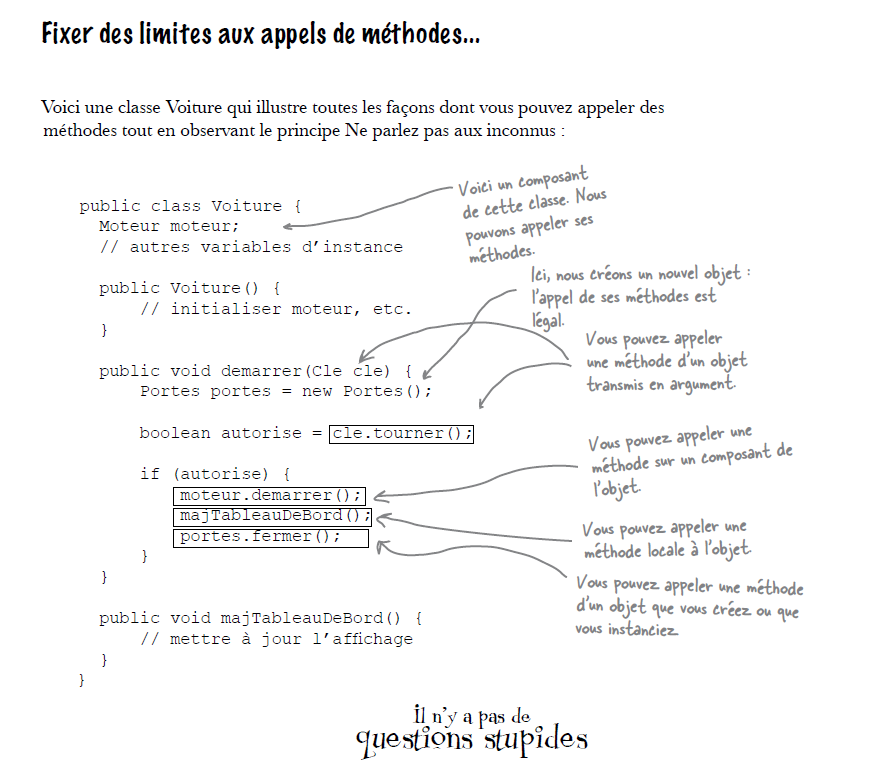 Fixer des limites aux appels de méthodes...
Voici une classe Voiture qui illustre toutes les façons dont vous pouvez appeler des
méthodes tout en observant le principe Ne parlez pas aux inconnus :
public class Voiture {
Moteur moteur;
// autres variables d’instance
Voici un composant
de cette classe. Nous
pouvons appeler ses
méthodes.
public Voiture() {
// initialiser moteur, etc.
}
Ici, nous créons un nouvel objet :
l’appel de ses méthodes est
légal.
public void demarrer(Cle cle) {
Portes portes = new Portes();
Vous pouvez appeler
une méthode d’un objet
transmis en argument.
boolean autorise = cle.tourner();
if (autorise) {
moteur.demarrer();
majTableauDeBord();
portes.fermer();
}
}
Vous pouvez appeler une
méthode sur un composant de
l’objet.
Vous pouvez appeler une
méthode locale à l’objet.
Vous pouvez appeler une méthode
d’un objet que vous créez ou que
vous instanciez
public void majTableauDeBord() {
// mettre à jour l’affichage
}
}
Il n’y a pas de
questions stupides